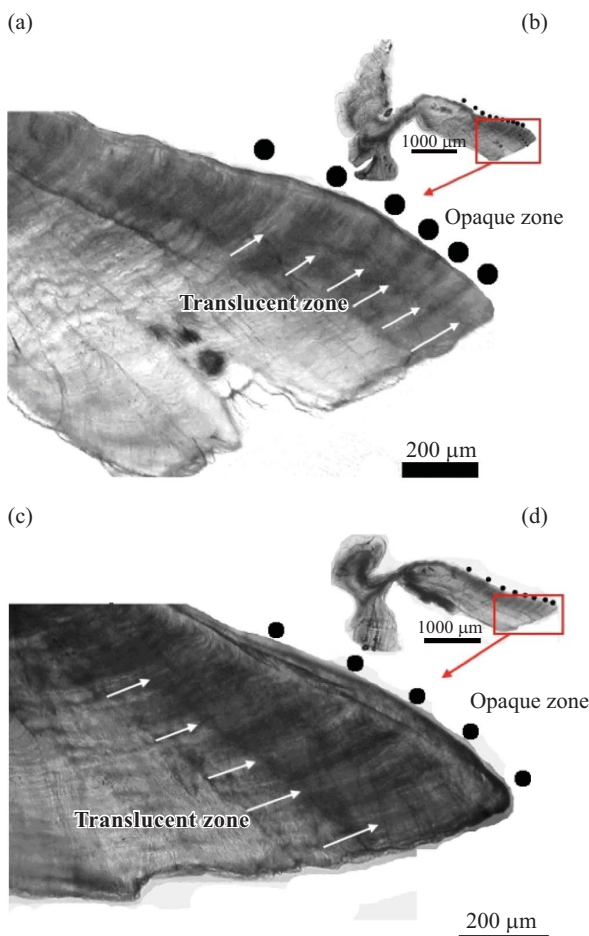 (a)
(b)
1000 μm
Opaque zone
Translucent zone
200 μm
(c)
(d)
1000 μm
Opaque zone
Translucent zone
200 μm